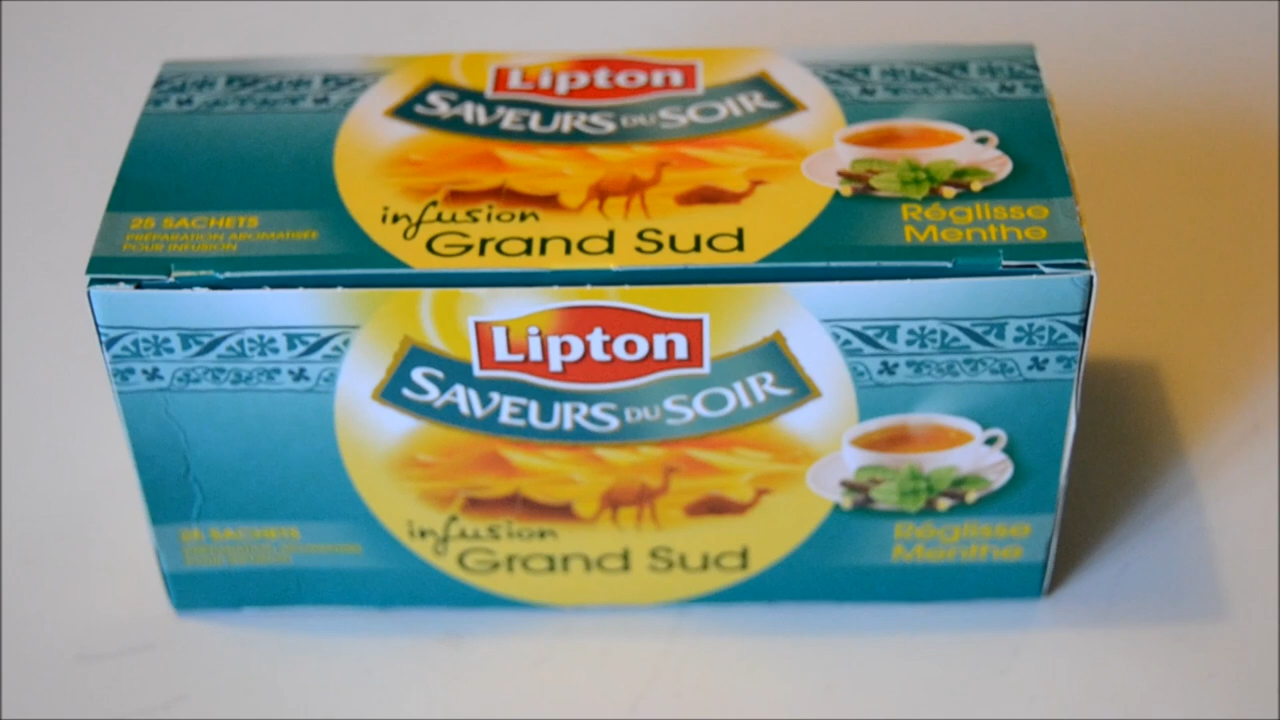 Lipton
SAVEURS DU SOIR
infusion
Grand Sud
25 SACHETS
PRÉPARATION AROMATISÉE
POUR INFUSION
Réglisse
Menthe
Lipton
SAVEURS DU SOIR
infusion
Grand Sud
25 SACHETS
Réglisse
Menthe